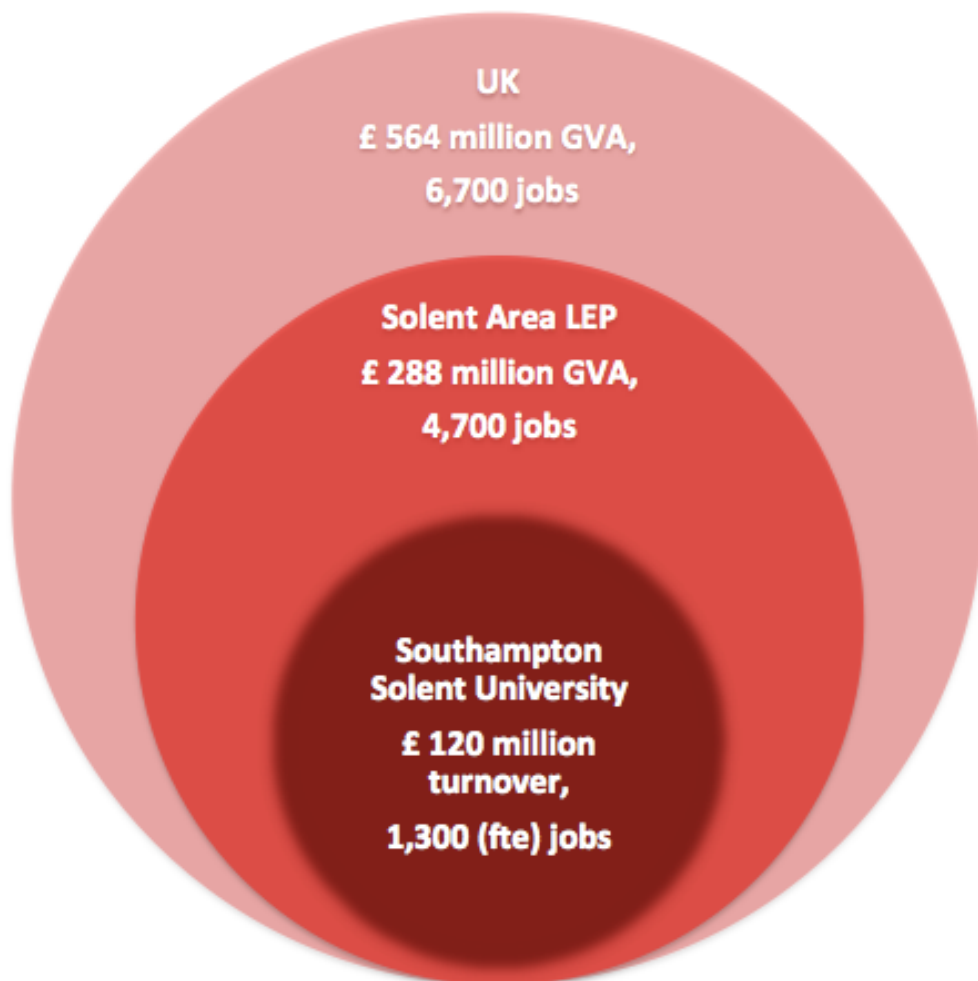 UK
£ 564 million GVA,
6,700 jobs
Solent Area LEP
£ 288 million GVA,
4,700 jobs
Southampton
Solent University
£ 120 million
turnover,
1,300 (fte) jobs